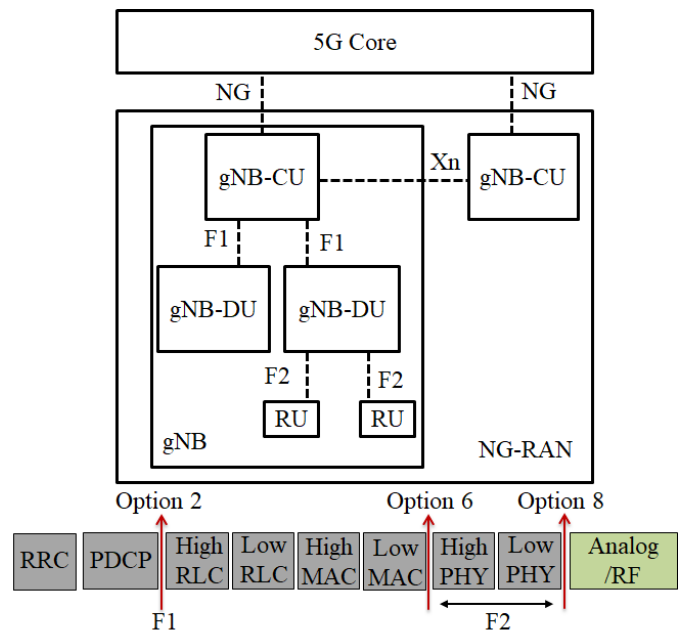 5G Core
NG NG
Xn
gNB-CU gNB-CU
F1 F1
gNB-DU gNB-DU
F2 F2
RU RU
gNB NG-RAN
Option 2 Option 6 Option 8
RRC PDCP High RLC Low RLC High MAC Low MAC High PHY Low PHY Analog /RF
F1 F2